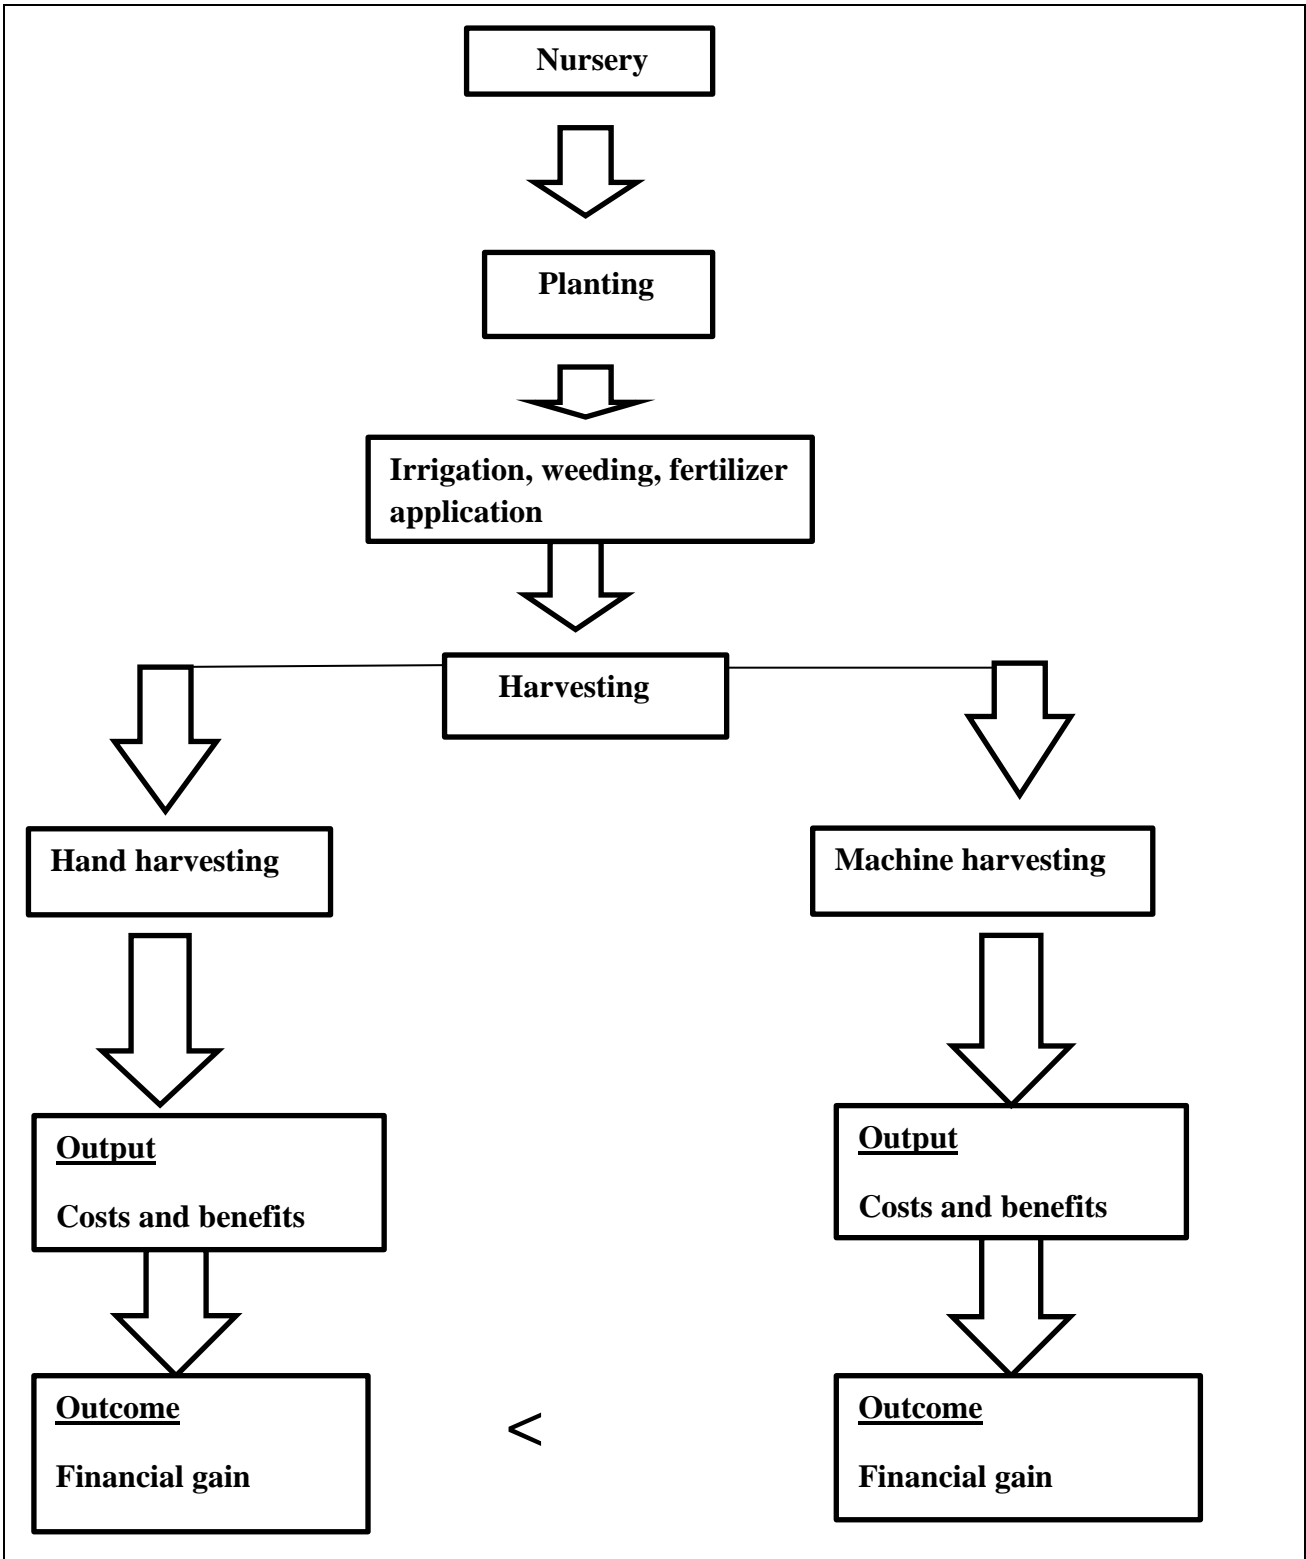 Nursery
Planting
Irrigation, weeding, fertilizer
application
Harvesting
Hand harvesting
Machine harvesting
Output
Costs and benefits
Output
Costs and benefits
Outcome
Financial gain
<
Outcome
Financial gain